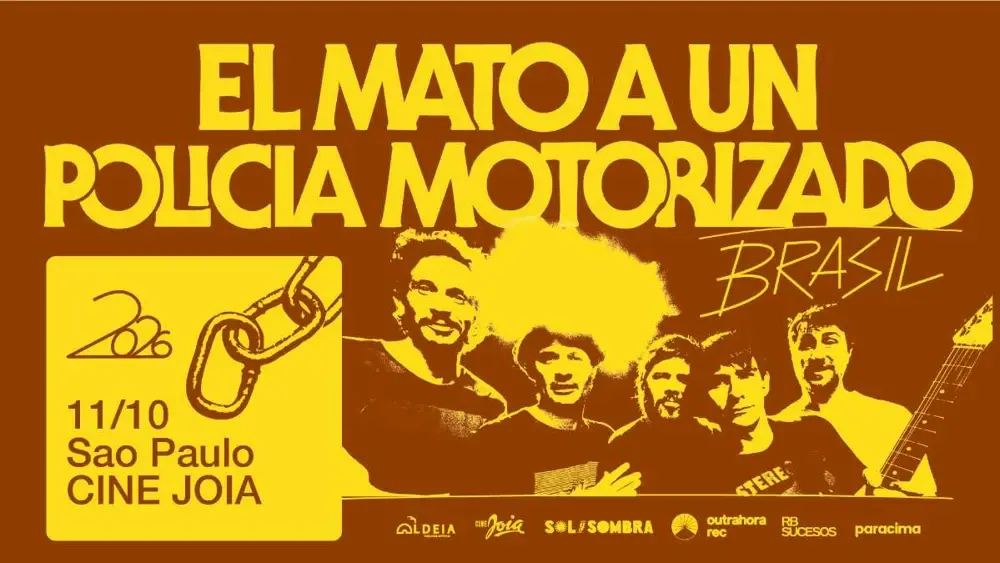 EL MATO A UN
POLICIA MOTORIZADO
BRASIL
2026
11/10
Sao Paulo
CINE JOIA
STEREO
ALDEIA
CINE Joia
SOL SOMBRA
outrahora
rec
RB
SUCESOS
paracima